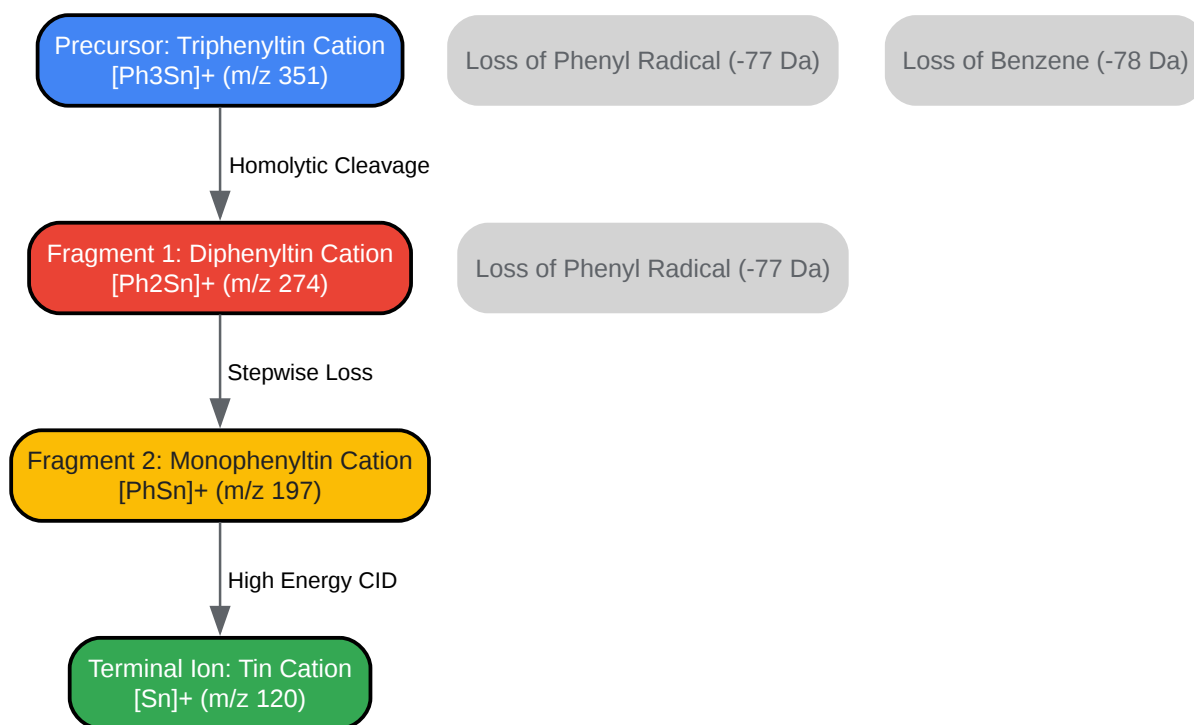 Precursor: Triphenyltin Cation
[Ph3Sn]+ (m/z 351)
Loss of Phenyl Radical (-77 Da)
Loss of Benzene (-78 Da)
Homolytic Cleavage
Fragment 1: Diphenyltin Cation
[Ph2Sn]+ (m/z 274)
Loss of Phenyl Radical (-77 Da)
Stepwise Loss
Fragment 2: Monophenyltin Cation
[PhSn]+ (m/z 197)
High Energy CID
Terminal Ion: Tin Cation
[Sn]+ (m/z 120)